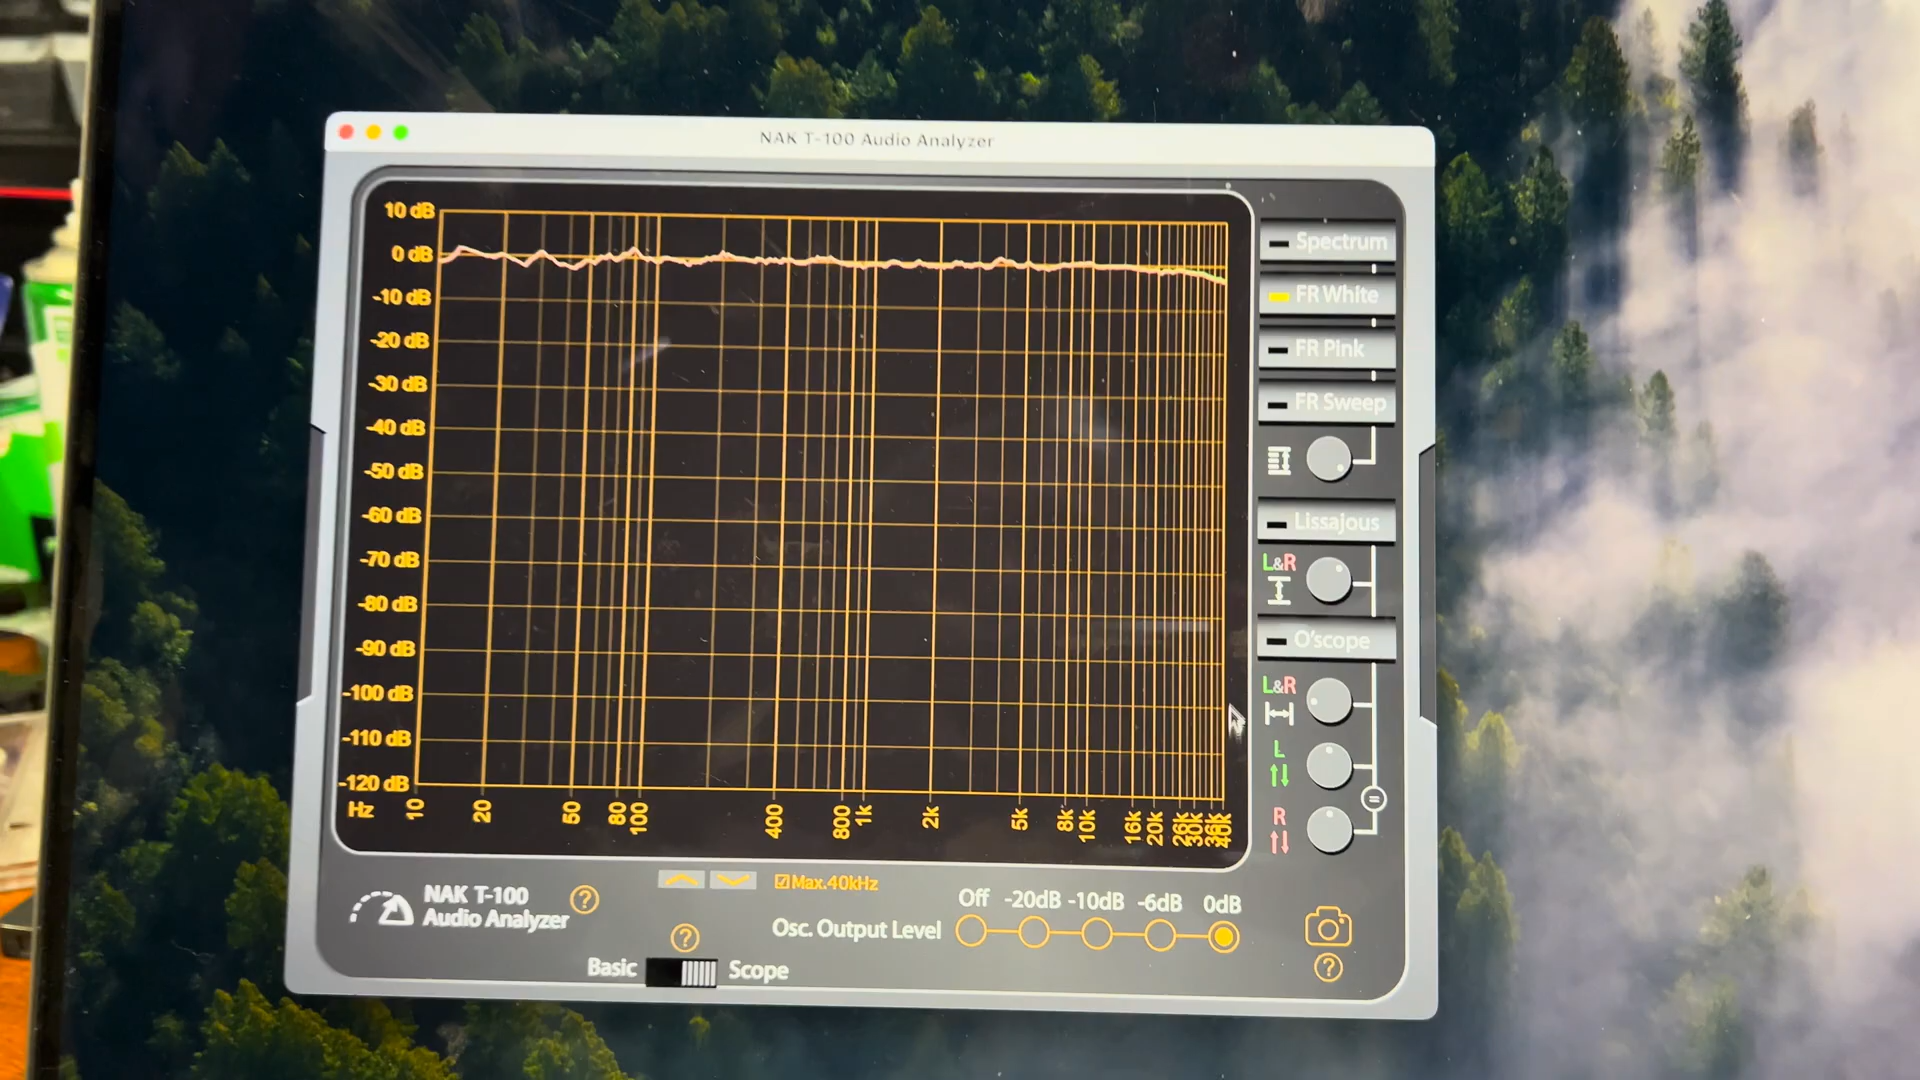 NAK T-100 Audio Analyzer
10 dB
0 dB
-10 dB
-20 dB
-30 dB
-40 dB
-50 dB
-60 dB
-70 dB
-80 dB
-90 dB
-100 dB
-110 dB
-120 dB
Hz 10 20 50 80 100 400 800 1k 2k 5k 8k 10k 16k 20k 26k 30k 36k 40k
Spectrum
FR White
FR Pink
FR Sweep
Lissajous
L&R
O'scope
L&R
L
R
=
NAK T-100
Audio Analyzer
?
Max.40kHz
?
Basic
Scope
Off -20dB -10dB -6dB 0dB
Osc. Output Level
?